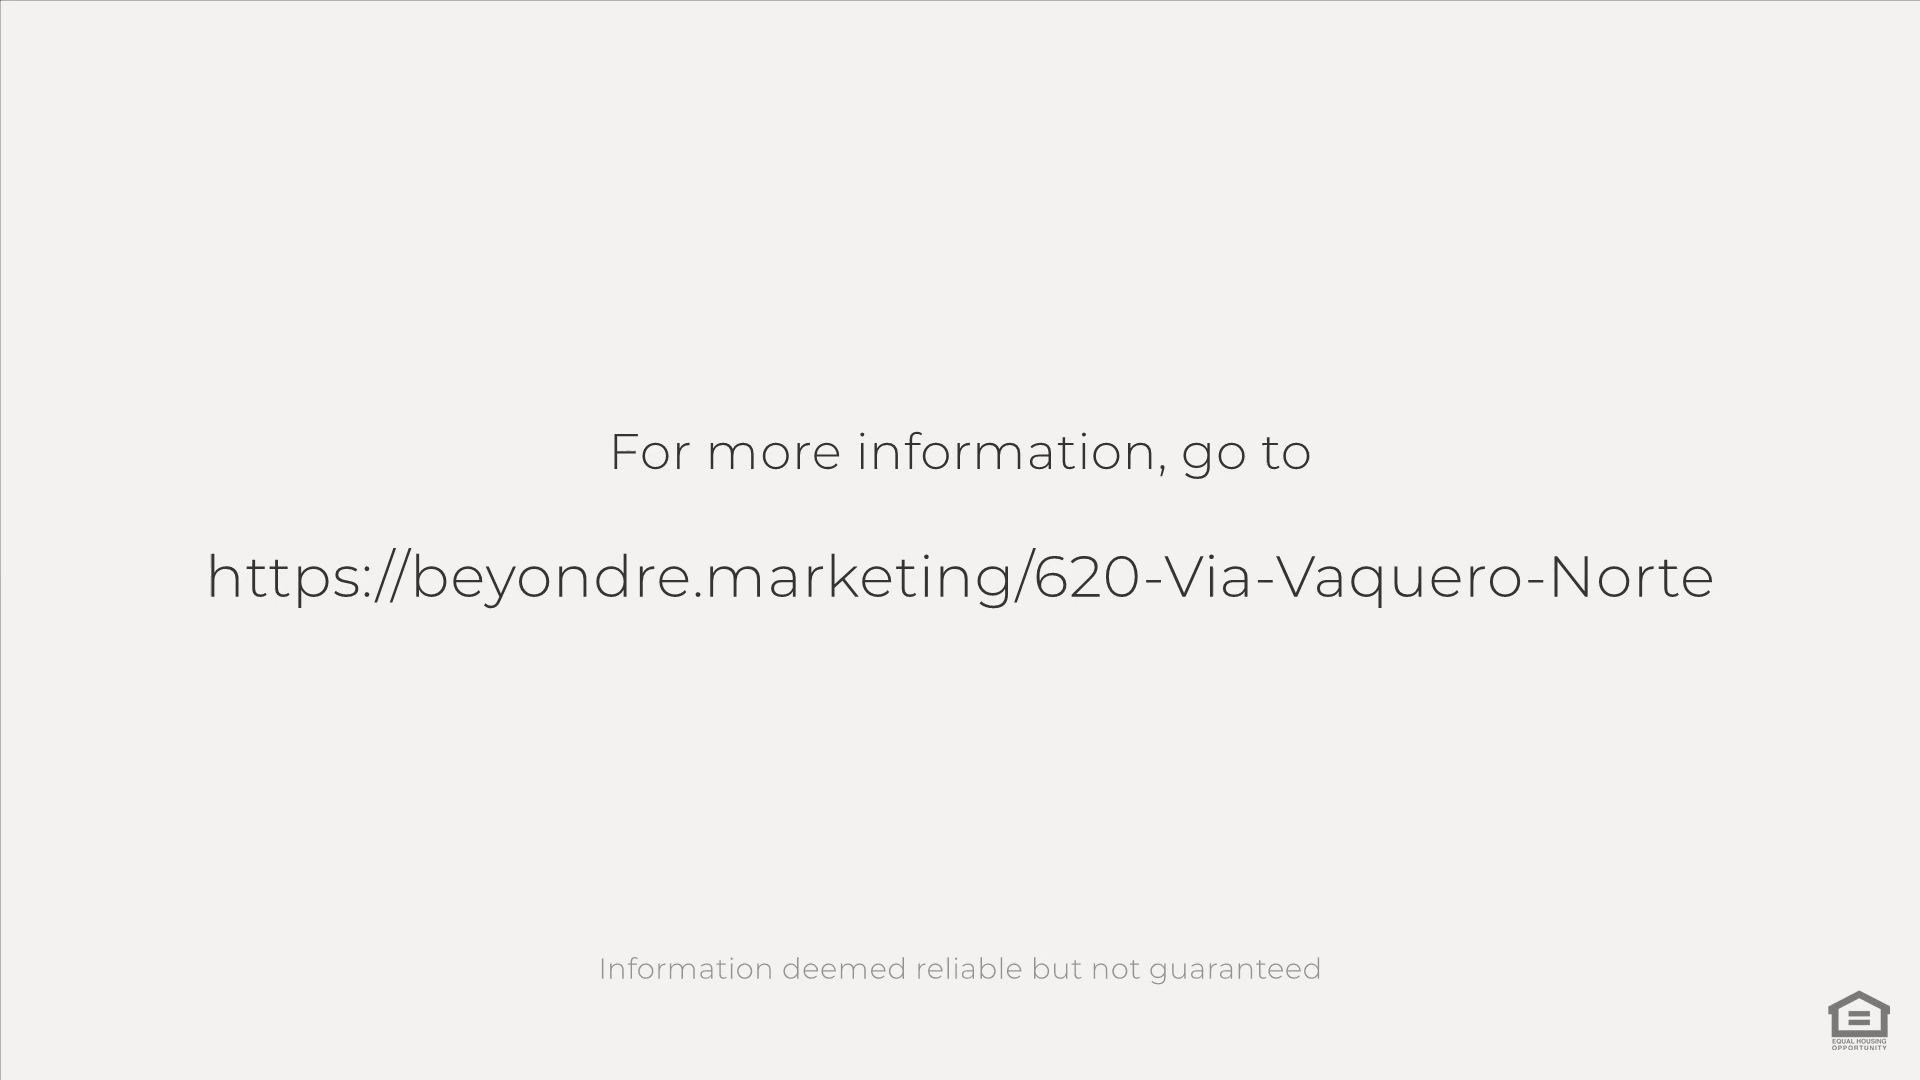 For more information, go to
https://beyondre.marketing/620-Via-Vaquero-Norte
Information deemed reliable but not guaranteed
EQUAL HOUSING
OPPORTUNITY